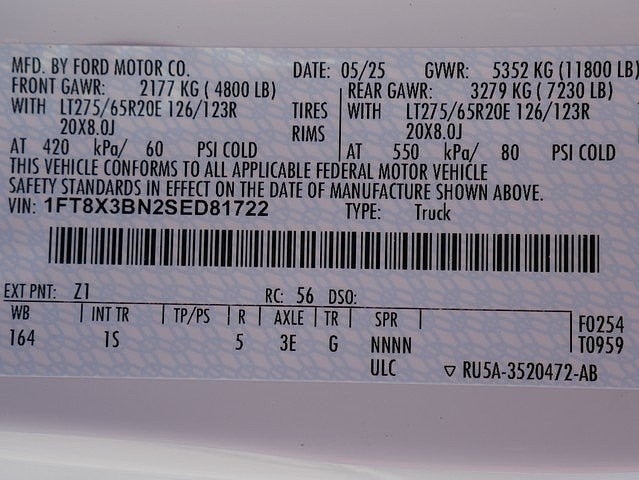 MFD. BY FORD MOTOR CO. DATE: 05/25 GVWR: 5352 KG (11800 LB)
FRONT GAWR: 2177 KG ( 4800 LB) REAR GAWR: 3279 KG ( 7230 LB)
WITH LT275/65R20E 126/123R TIRES WITH LT275/65R20E 126/123R
20X8.0J RIMS 20X8.0J
AT 420 kPa/ 60 PSI COLD AT 550 kPa/ 80 PSI COLD
THIS VEHICLE CONFORMS TO ALL APPLICABLE FEDERAL MOTOR VEHICLE
SAFETY STANDARDS IN EFFECT ON THE DATE OF MANUFACTURE SHOWN ABOVE.
VIN: 1FT8X3BN2SED81722 TYPE: Truck
EXT PNT: Z1 RC: 56 DSO:
WB INT TR TP/PS R AXLE TR SPR F0254
164 1S 5 3E G NNNN T0959
ULC ▽ RU5A-3520472-AB